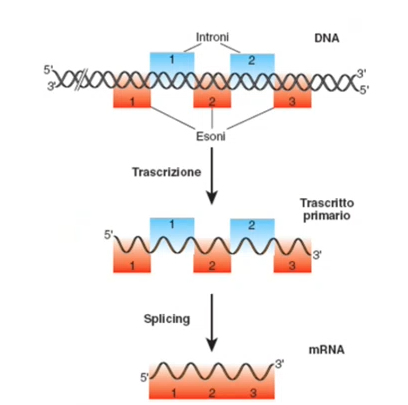 Introni
DNA
1
2
5'
3'
3'
5'
1
2
3
Esoni
Trascrizione
Trascritto
primario
1
2
5'
3'
1
2
3
Splicing
mRNA
3'
5'
1
2
3